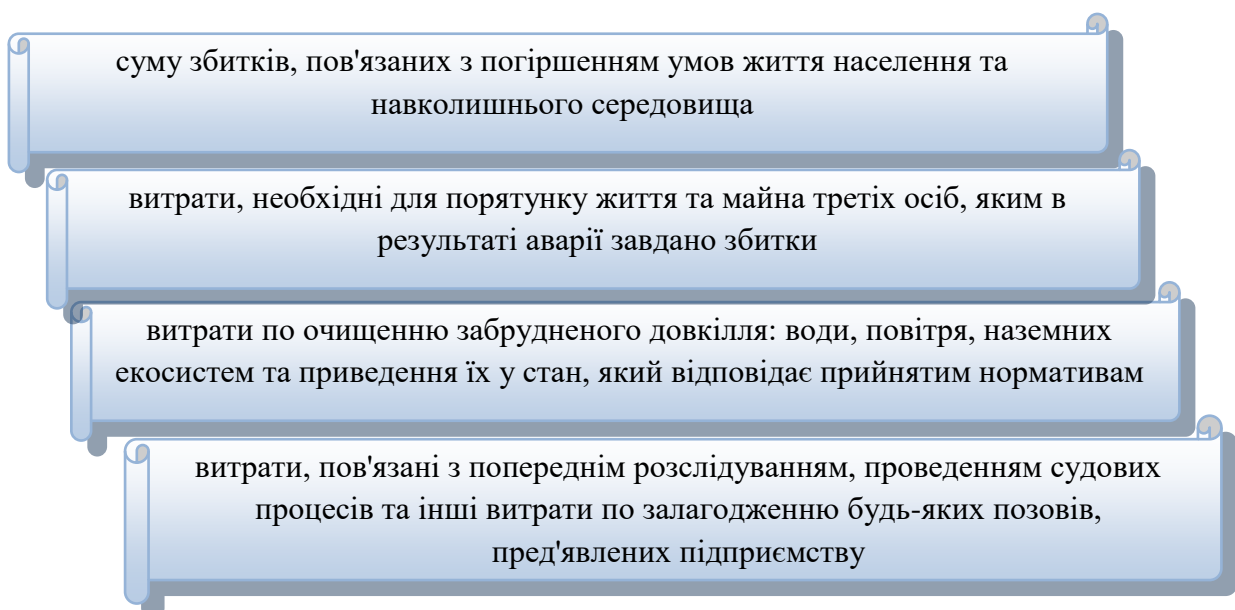 суму збитків, пов'язаних з погіршенням умов життя населення та
навколишнього середовища
витрати, необхідні для порятунку життя та майна третіх осіб, яким в
результаті аварії завдано збитки
витрати по очищенню забрудненого довкілля: води, повітря, наземних
екосистем та приведення їх у стан, який відповідає прийнятим нормативам
витрати, пов'язані з попереднім розслідуванням, проведенням судових
процесів та інші витрати по залагодженню будь-яких позовів,
пред'явлених підприємству